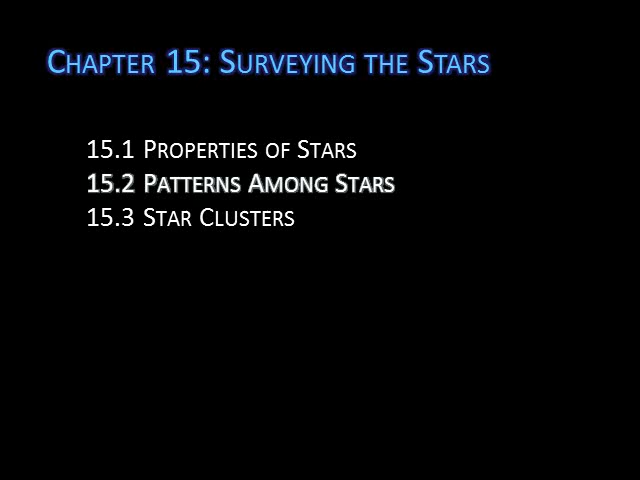 Chapter 15: Surveying the Stars
15.1 Properties of Stars
15.2 Patterns Among Stars
15.3 Star Clusters